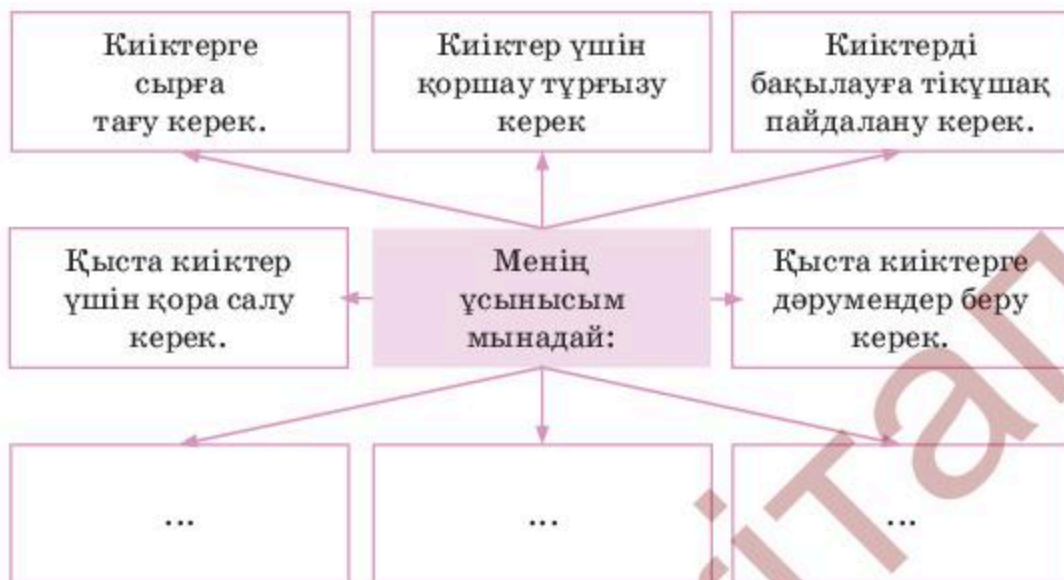 Киіктерге
сырға
тағу керек.
Киіктер үшін
қоршау тұрғызу
керек
Киіктерді
бақылауға тікұшақ
пайдалану керек.
Қыста киіктер
үшін қора салу
керек.
Менің
ұсынысым
мынадай:
Қыста киіктерге
дәрумендер беру
керек.
...
...
...